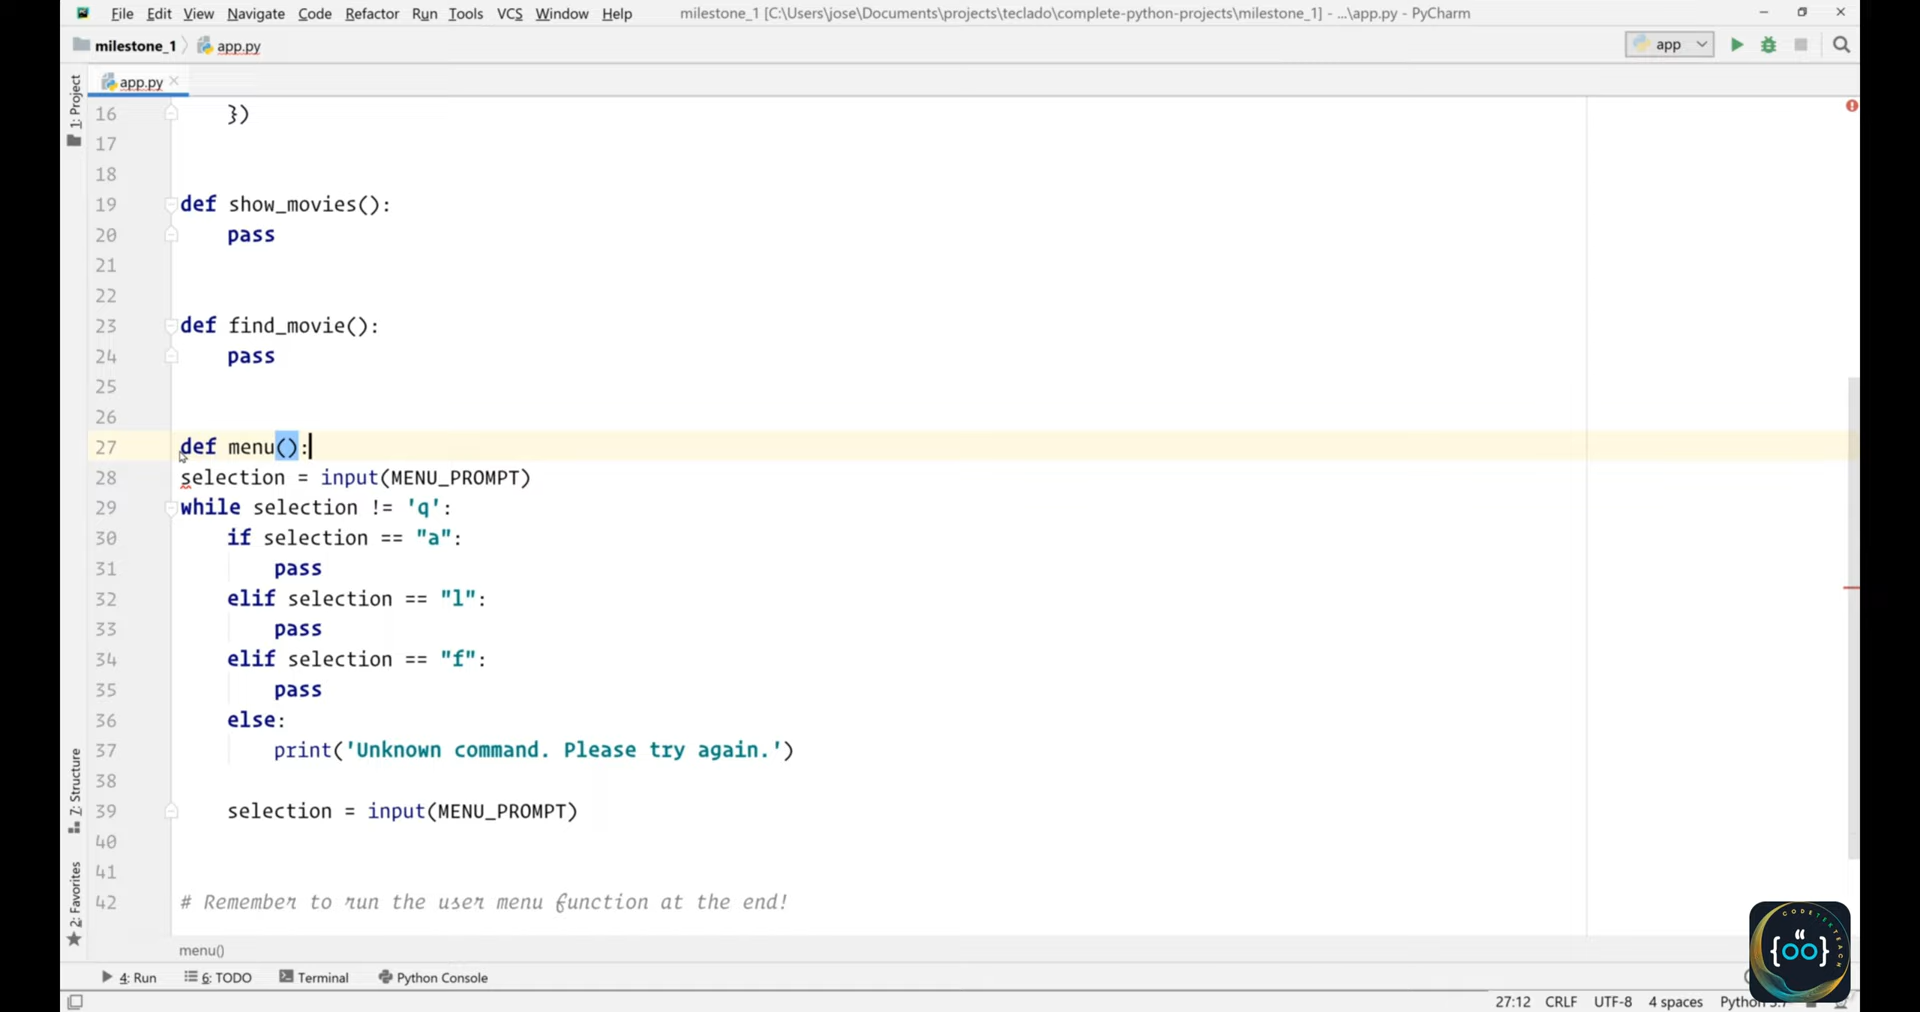 File Edit View Navigate Code Refactor Run Tools VCS Window Help milestone_1 [C:\Users\jose\Documents\projects\teclado\complete-python-projects\milestone_1] - ...\app.py - PyCharm
milestone_1 app.py app
1: Project
app.py
16 })
17
18
19 def show_movies():
20 pass
21
22
23 def find_movie():
24 pass
25
26
27 def menu():
28 selection = input(MENU_PROMPT)
29 while selection != 'q':
30 if selection == "a":
31 pass
32 elif selection == "l":
33 pass
34 elif selection == "f":
35 pass
36 else:
37 print('Unknown command. Please try again.')
38
39 selection = input(MENU_PROMPT)
40
41
42 # Remember to run the user menu function at the end!
7: Structure
2: Favorites
menu()
4: Run 6: TODO Terminal Python Console
27:12 CRLF UTF-8 4 spaces
CODETEKTEACH